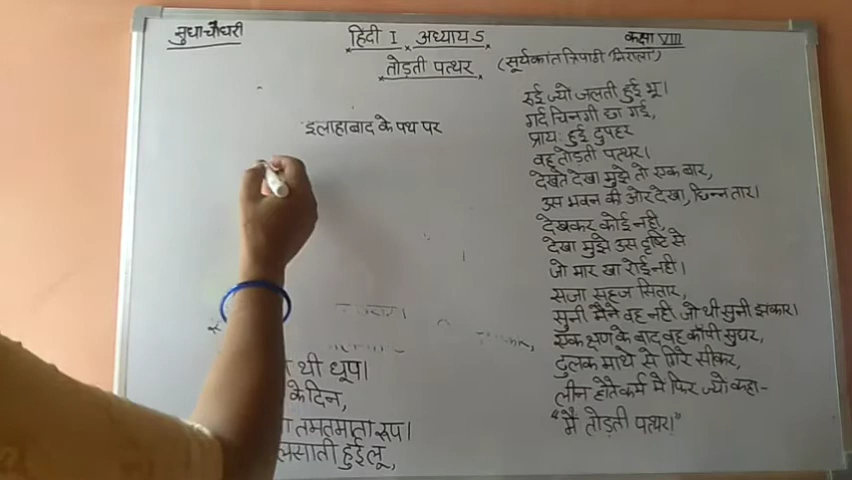 सुधा चौधरी
हिदी I अध्याय 5
कक्षा VIII
तोड़ती पत्थर
(सूर्यकांत त्रिपाठी निराला)
इलाहाबाद के पथ पर
थी धूप।
के दिन,
तमतमाता रूप।
लसाती हुई लू,
रुई ज्यों जलती हुई भू।
गर्द चिनगी छा गई,
प्रायः हुई दुपहर
वह तोड़ती पत्थर।
देखते देखा मुझे तो एक बार,
उस भवन की ओर देखा, छिन्न तार।
देखकर कोई नही,
देखा मुझे उस दृष्टि से
जो मार खा रोई नही।
सजा सहज सितार,
सुनी मैने वह नही जो थी सुनी झंकार।
एक क्षण के बाद वह काँपी सुघर,
ढुलक माथे से गिरे सीकर,
लीन होते कर्म मे फिर ज्यों कहा-
"मै तोड़ती पत्थर।"